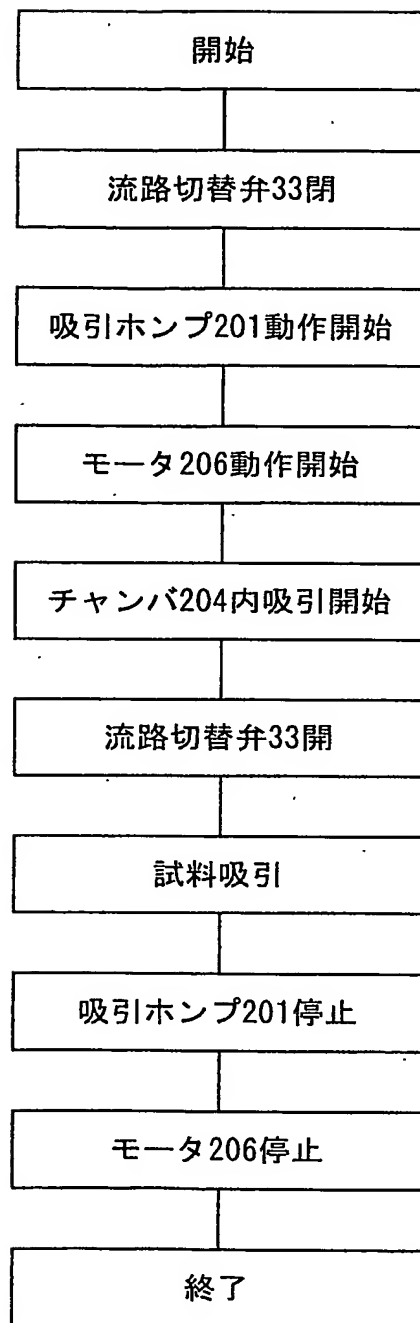 開始
流路切替弁33閉
吸引ホンプ201動作開始
モータ206動作開始
チャンバ204内吸引開始
流路切替弁33開
試料吸引
吸引ホンプ201停止
モータ206停止
終了